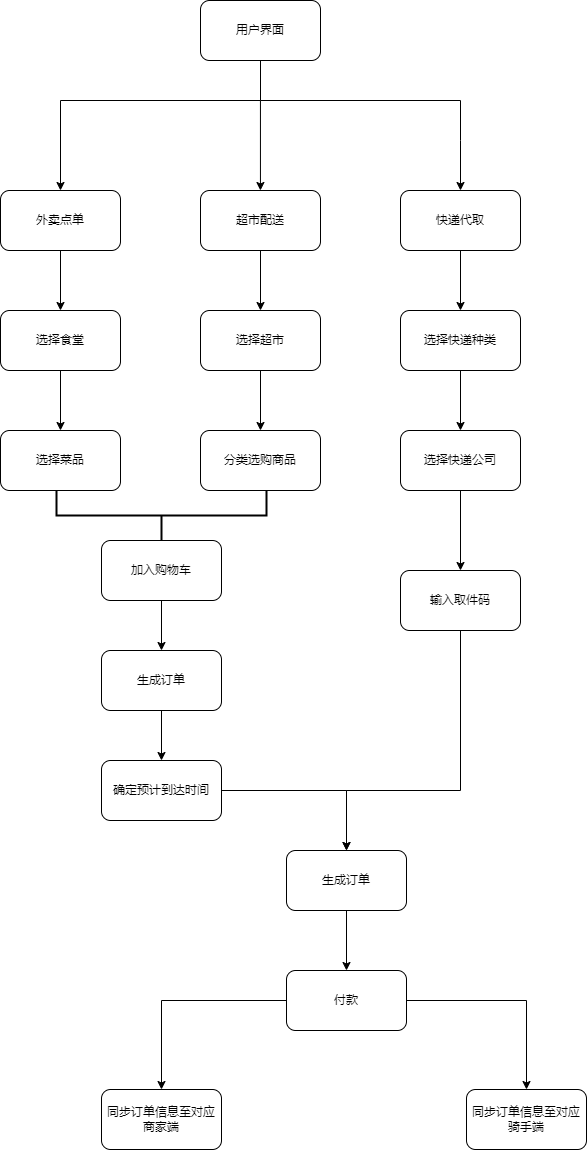 用户界面
外卖点单
超市配送
快递代取
选择食堂
选择超市
选择快递种类
选择菜品
分类选购商品
选择快递公司
加入购物车
输入取件码
生成订单
确定预计到达时间
生成订单
付款
同步订单信息至对应
商家端
同步订单信息至对应
骑手端